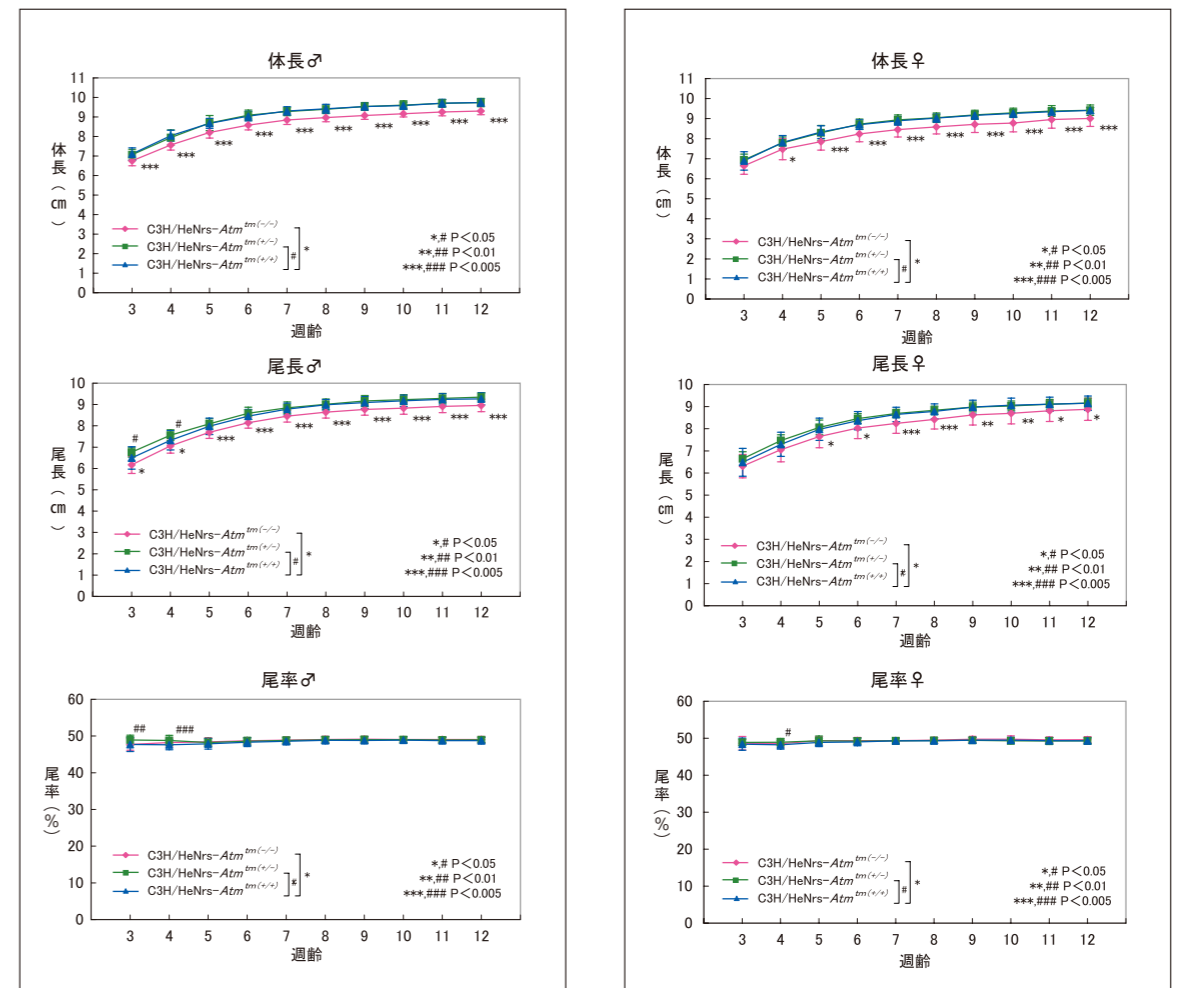 体長♂
11
10
9
8
7
6
5
4
3
2
1
0
体長(cm)
*** *** *** *** *** *** *** *** *** ***
C3H/HeNrs-Atm tm(-/-)
C3H/HeNrs-Atm tm(+/-)
C3H/HeNrs-Atm tm(+/+)
# *
*,# P<0.05
**,## P<0.01
***,### P<0.005
3 4 5 6 7 8 9 10 11 12
週齢
尾長♂
10
9
8
7
6
5
4
3
2
1
0
尾長(cm)
# #
* * *** *** *** *** *** *** *** ***
C3H/HeNrs-Atm tm(-/-)
C3H/HeNrs-Atm tm(+/-)
C3H/HeNrs-Atm tm(+/+)
# *
*,# P<0.05
**,## P<0.01
***,### P<0.005
3 4 5 6 7 8 9 10 11 12
週齢
尾率♂
60
50
40
30
20
10
0
尾率(%)
## ###
C3H/HeNrs-Atm tm(-/-)
C3H/HeNrs-Atm tm(+/-)
C3H/HeNrs-Atm tm(+/+)
# *
*,# P<0.05
**,## P<0.01
***,### P<0.005
3 4 5 6 7 8 9 10 11 12
週齢
体長♀
11
10
9
8
7
6
5
4
3
2
1
0
体長(cm)
* *** *** *** *** *** *** *** ***
C3H/HeNrs-Atm tm(-/-)
C3H/HeNrs-Atm tm(+/-)
C3H/HeNrs-Atm tm(+/+)
# *
*,# P<0.05
**,## P<0.01
***,### P<0.005
3 4 5 6 7 8 9 10 11 12
週齢
尾長♀
10
9
8
7
6
5
4
3
2
1
0
尾長(cm)
* * *** *** ** ** * *
C3H/HeNrs-Atm tm(-/-)
C3H/HeNrs-Atm tm(+/-)
C3H/HeNrs-Atm tm(+/+)
# *
*,# P<0.05
**,## P<0.01
***,### P<0.005
3 4 5 6 7 8 9 10 11 12
週齢
尾率♀
60
50
40
30
20
10
0
尾率(%)
#
C3H/HeNrs-Atm tm(-/-)
C3H/HeNrs-Atm tm(+/-)
C3H/HeNrs-Atm tm(+/+)
# *
*,# P<0.05
**,## P<0.01
***,### P<0.005
3 4 5 6 7 8 9 10 11 12
週齢